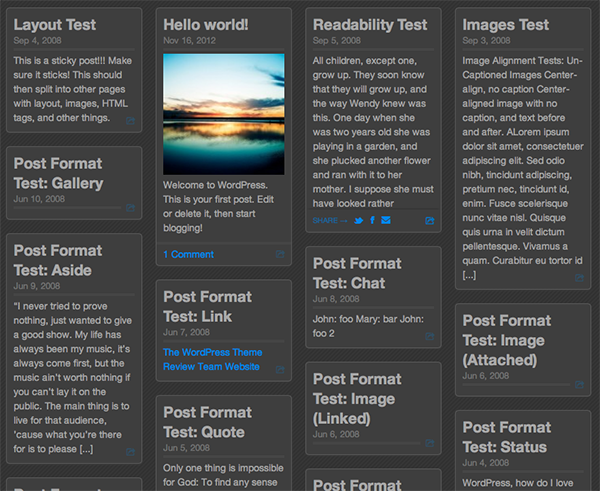 Layout Test
Sep 4, 2008
This is a sticky post!!! Make
sure it sticks! This should
then split into other pages
with layout, images, HTML
tags, and other things.
Post Format
Test: Gallery
Jun 10, 2008
Post Format
Test: Aside
Jun 9, 2008
"I never tried to prove
nothing, just wanted to give
a good show. My life has
always been my music, it's
always come first, but the
music ain't worth nothing if
you can't lay it on the
public. The main thing is to
live for that audience,
'cause what you're there
for is to please [...]
Hello world!
Nov 16, 2012
Welcome to WordPress.
This is your first post. Edit
or delete it, then start
blogging!
1 Comment
Post Format
Test: Link
Jun 7, 2008
The WordPress Theme
Review Team Website
Post Format
Test: Quote
Jun 5, 2008
Only one thing is impossible
for God: To find any sense
Readability Test
Sep 5, 2008
All children, except one,
grow up. They soon know
that they will grow up, and
the way Wendy knew was
this. One day when she
was two years old she was
playing in a garden, and
she plucked another flower
and ran with it to her
mother. I suppose she must
have looked rather
SHARE →
Post Format
Test: Chat
Jun 8, 2008
John: foo Mary: bar John:
foo 2
Post Format
Test: Image
(Linked)
Jun 6, 2008
Post Format
Images Test
Sep 3, 2008
Image Alignment Tests: Un-
Captioned Images Center-
align, no caption Center-
aligned image with no
caption, and text before
and after. ALorem ipsum
dolor sit amet, consectetuer
adipiscing elit. Sed odio
nibh, tincidunt adipiscing,
pretium nec, tincidunt id,
enim. Fusce scelerisque
nunc vitae nisl. Quisque
quis urna in velit dictum
pellentesque. Vivamus a
quam. Curabitur eu tortor id
[...]
Post Format
Test: Image
(Attached)
Jun 6, 2008
Post Format
Test: Status
Jun 4, 2008
WordPress, how do I love